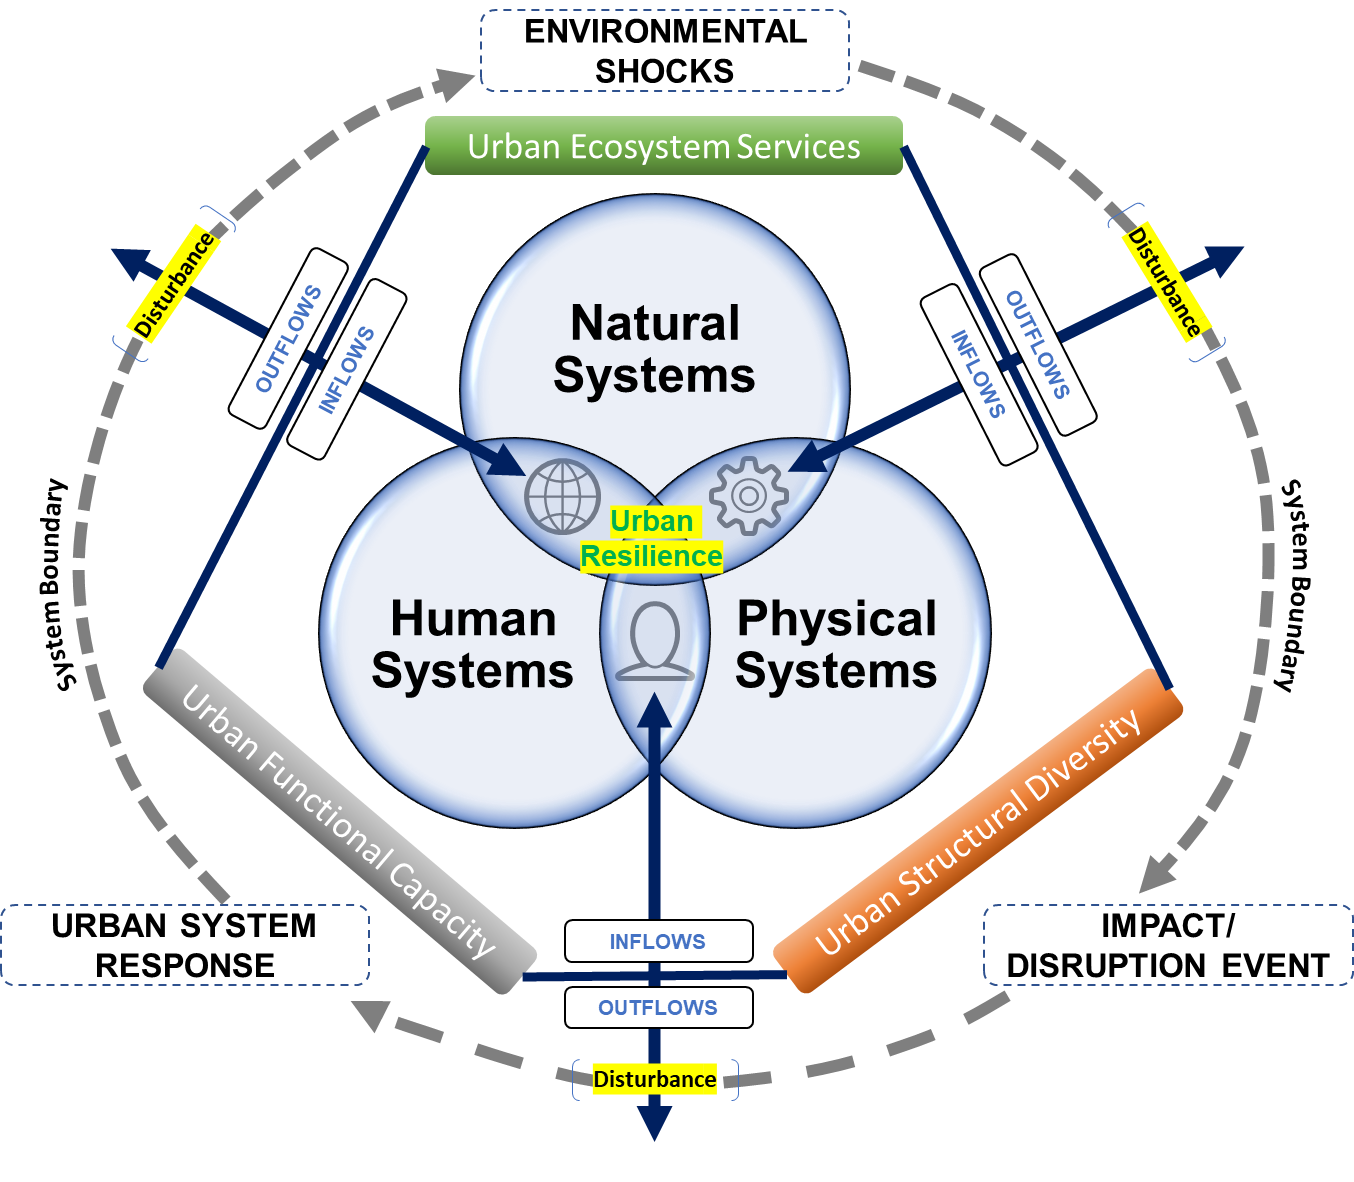 ENVIRONMENTAL
SHOCKS
Urban Ecosystem Services
Disturbance
Disturbance
OUTFLOWS
INFLOWS
INFLOWS
OUTFLOWS
Natural
Systems
System Boundary
System Boundary
Urban
Resilience
Human
Systems
Physical
Systems
Urban Functional Capacity
Urban Structural Diversity
URBAN SYSTEM
RESPONSE
IMPACT/
DISRUPTION EVENT
INFLOWS
OUTFLOWS
Disturbance